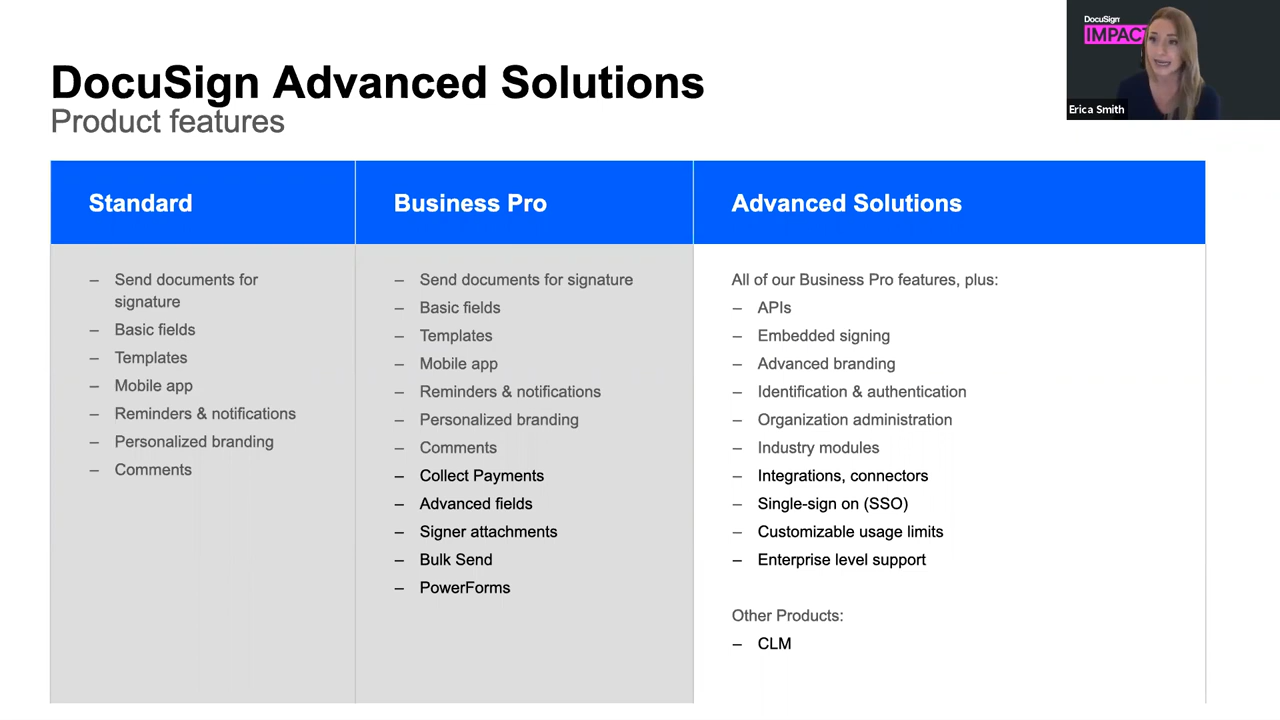 DocuSign Advanced Solutions
Product features
DocuSign
IMPACT
Erica Smith
Standard
– Send documents for
signature
– Basic fields
– Templates
– Mobile app
– Reminders & notifications
– Personalized branding
– Comments
Business Pro
– Send documents for signature
– Basic fields
– Templates
– Mobile app
– Reminders & notifications
– Personalized branding
– Comments
– Collect Payments
– Advanced fields
– Signer attachments
– Bulk Send
– PowerForms
Advanced Solutions
All of our Business Pro features, plus:
– APIs
– Embedded signing
– Advanced branding
– Identification & authentication
– Organization administration
– Industry modules
– Integrations, connectors
– Single-sign on (SSO)
– Customizable usage limits
– Enterprise level support
Other Products:
– CLM